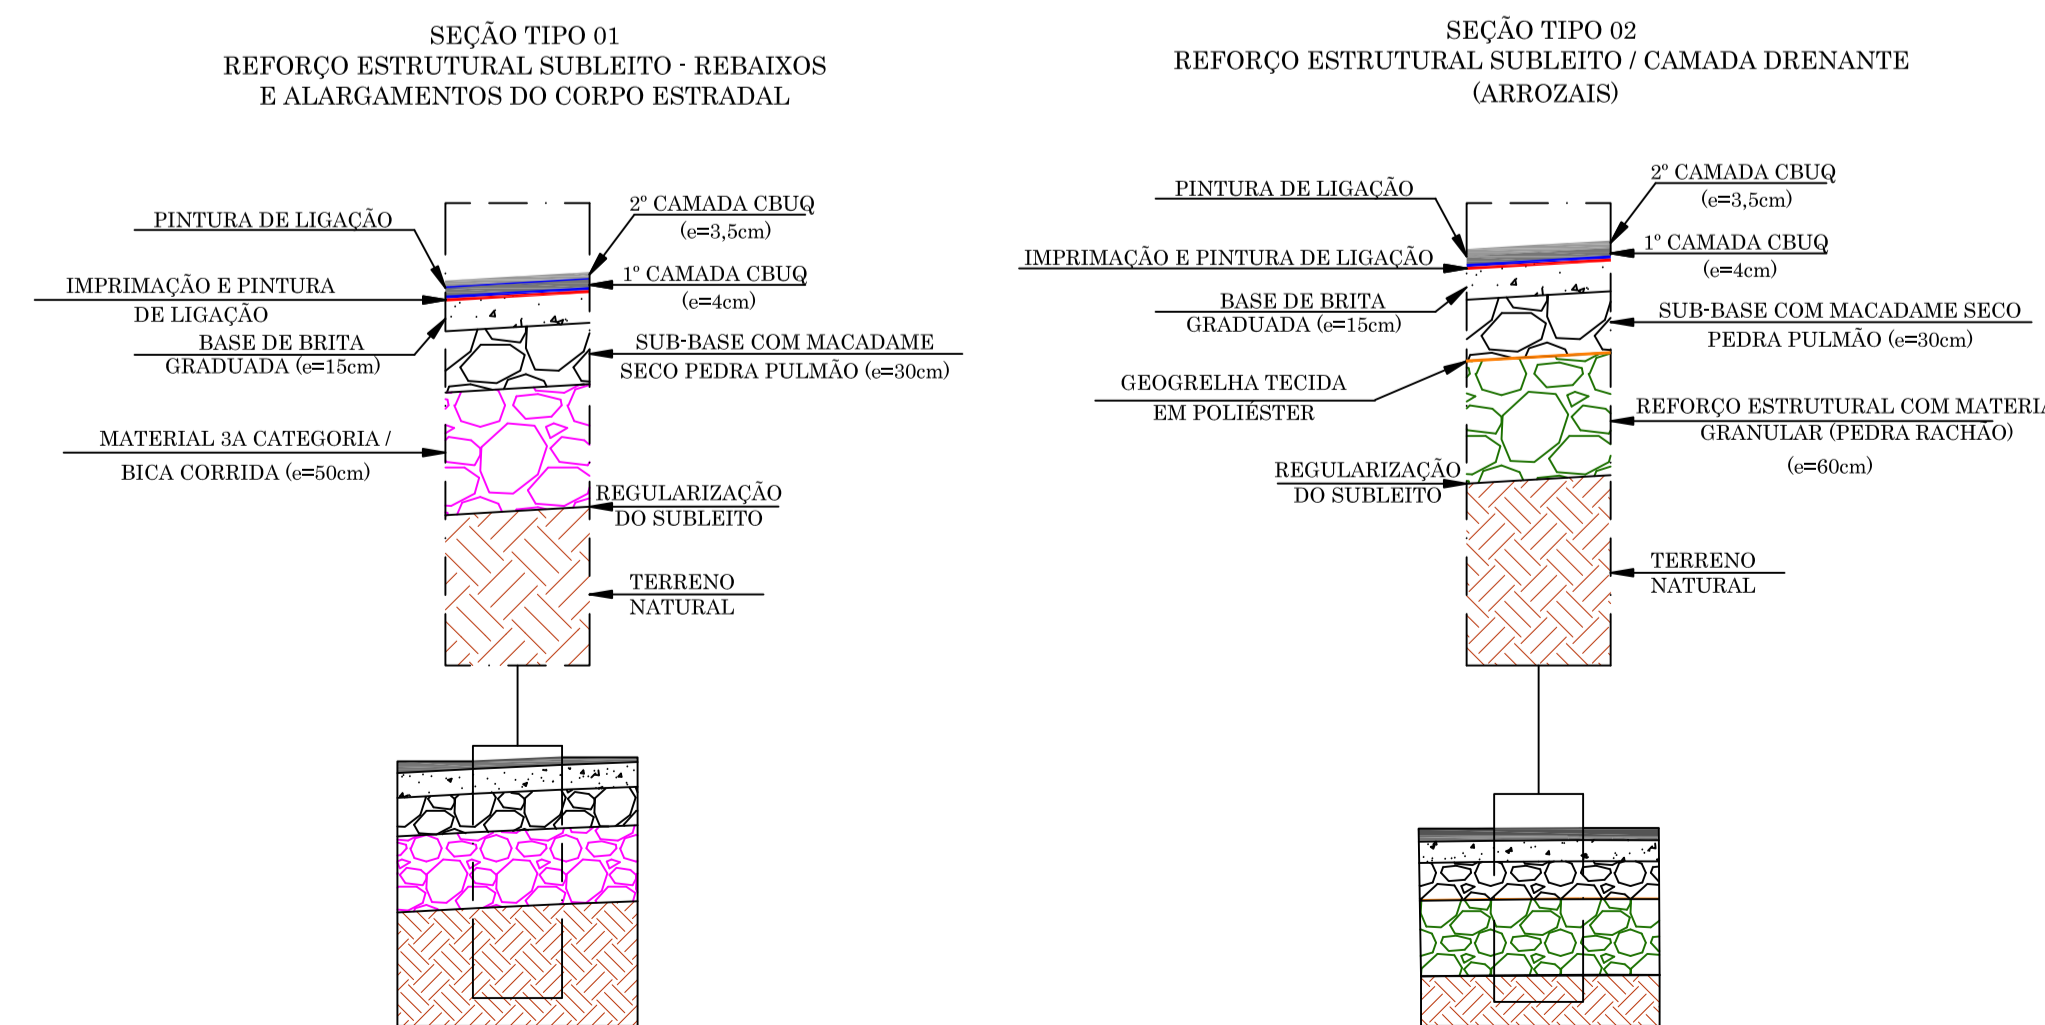 SEÇÃO TIPO 01
REFORÇO ESTRUTURAL SUBLEITO - REBAIXOS
E ALARGAMENTOS DO CORPO ESTRADAL
PINTURA DE LIGAÇÃO
IMPRIMAÇÃO E PINTURA
DE LIGAÇÃO
BASE DE BRITA
GRADUADA (e=15cm)
MATERIAL 3A CATEGORIA /
BICA CORRIDA (e=50cm)
2º CAMADA CBUQ
(e=3,5cm)
1º CAMADA CBUQ
(e=4cm)
SUB-BASE COM MACADAME
SECO PEDRA PULMÃO (e=30cm)
REGULARIZAÇÃO
DO SUBLEITO
TERRENO
NATURAL
SEÇÃO TIPO 02
REFORÇO ESTRUTURAL SUBLEITO / CAMADA DRENANTE
(ARROZAIS)
PINTURA DE LIGAÇÃO
IMPRIMAÇÃO E PINTURA DE LIGAÇÃO
BASE DE BRITA
GRADUADA (e=15cm)
GEOGRELHA TECIDA
EM POLIÉSTER
REGULARIZAÇÃO
DO SUBLEITO
2º CAMADA CBUQ
(e=3,5cm)
1º CAMADA CBUQ
(e=4cm)
SUB-BASE COM MACADAME SECO
PEDRA PULMÃO (e=30cm)
REFORÇO ESTRUTURAL COM MATERIA
GRANULAR (PEDRA RACHÃO)
(e=60cm)
TERRENO
NATURAL